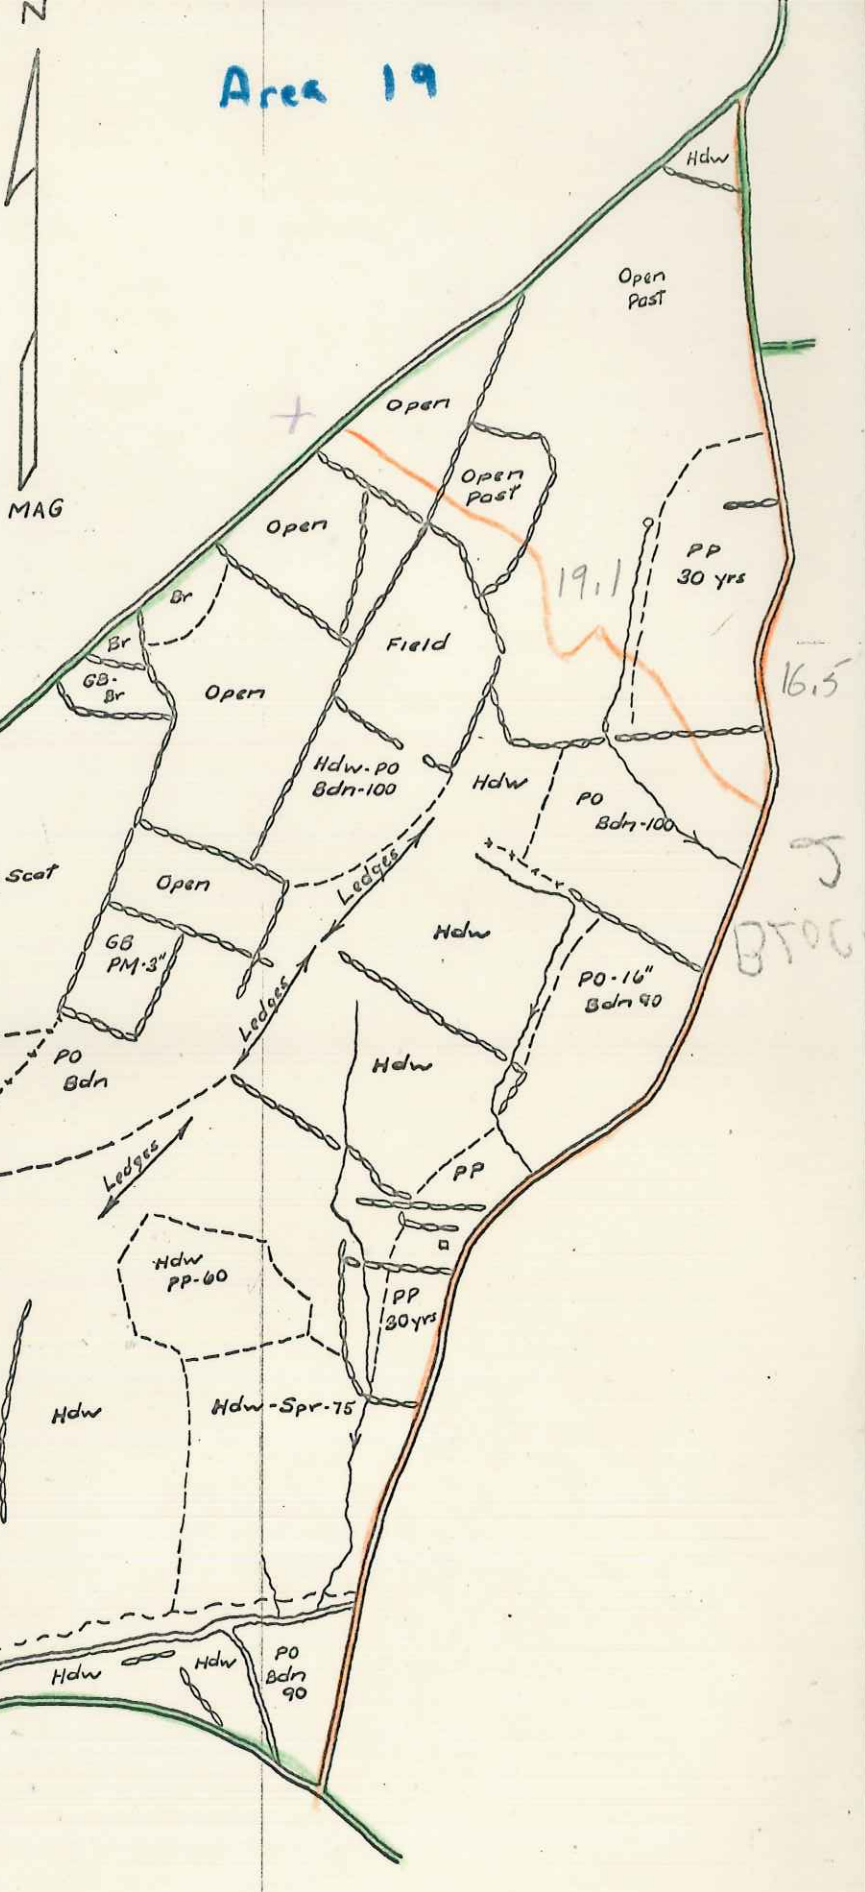 N
Area 19
MAG
Hdw
Open
Past
Open
Open
Past
Open
PP
30 yrs
19.1
Br
Br
GB-
Br
Field
Open
16.5
Hdw-PO
Bdn-100
Hdw
PO
Bdn-100
Ledges
Scat
Open
J
Hdw
GB
PM-3"
PO-16"
Bdn 90
Ledges
PO
Bdn
Hdw
Ledges
PP
Hdw
PP-60
PP
30yrs
Hdw
Hdw-Spr-75
Hdw
Hdw
PO
Bdn
90